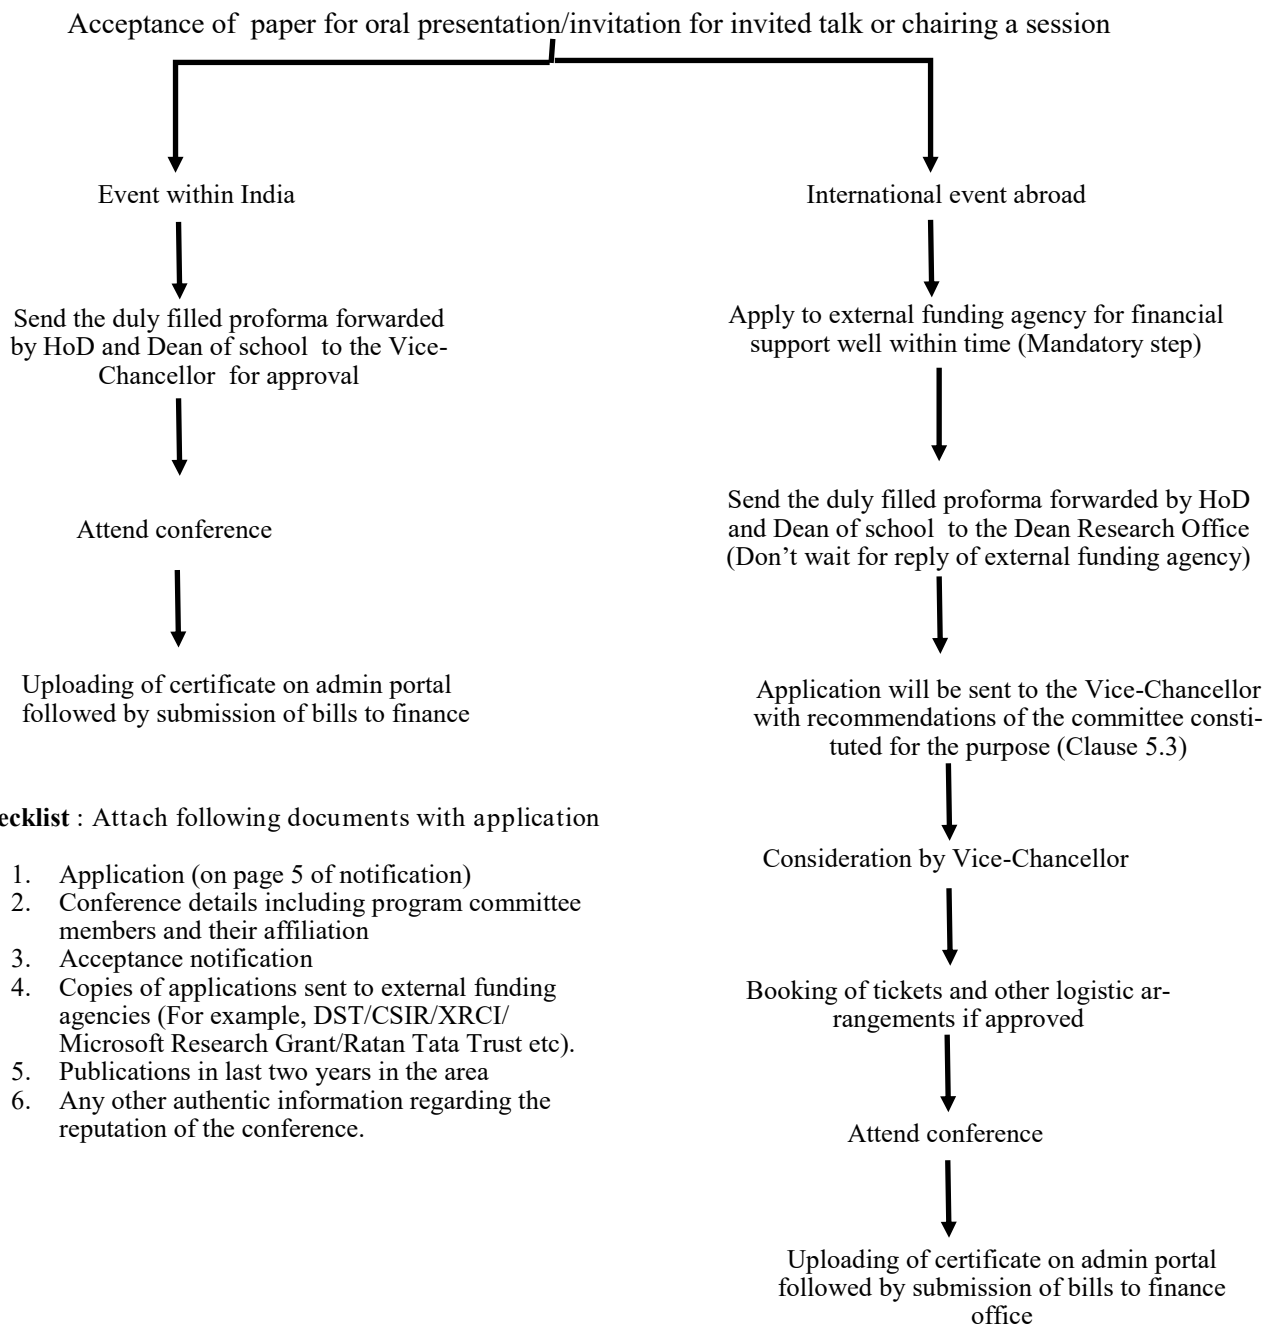 Acceptance of paper for oral presentation/invitation for invited talk or chairing a session
Event within India
Send the duly filled proforma forwarded
by HoD and Dean of school to the Vice-
Chancellor for approval
Attend conference
Uploading of certificate on admin portal
followed by submission of bills to finance
International event abroad
Apply to external funding agency for financial
support well within time (Mandatory step)
Send the duly filled proforma forwarded by HoD
and Dean of school to the Dean Research Office
(Don’t wait for reply of external funding agency)
Application will be sent to the Vice-Chancellor
with recommendations of the committee consti-
tuted for the purpose (Clause 5.3)
Consideration by Vice-Chancellor
Booking of tickets and other logistic ar-
rangements if approved
Attend conference
Uploading of certificate on admin portal
followed by submission of bills to finance
office
ecklist : Attach following documents with application
1. Application (on page 5 of notification)
2. Conference details including program committee
members and their affiliation
3. Acceptance notification
4. Copies of applications sent to external funding
agencies (For example, DST/CSIR/XRCI/
Microsoft Research Grant/Ratan Tata Trust etc).
5. Publications in last two years in the area
6. Any other authentic information regarding the
reputation of the conference.